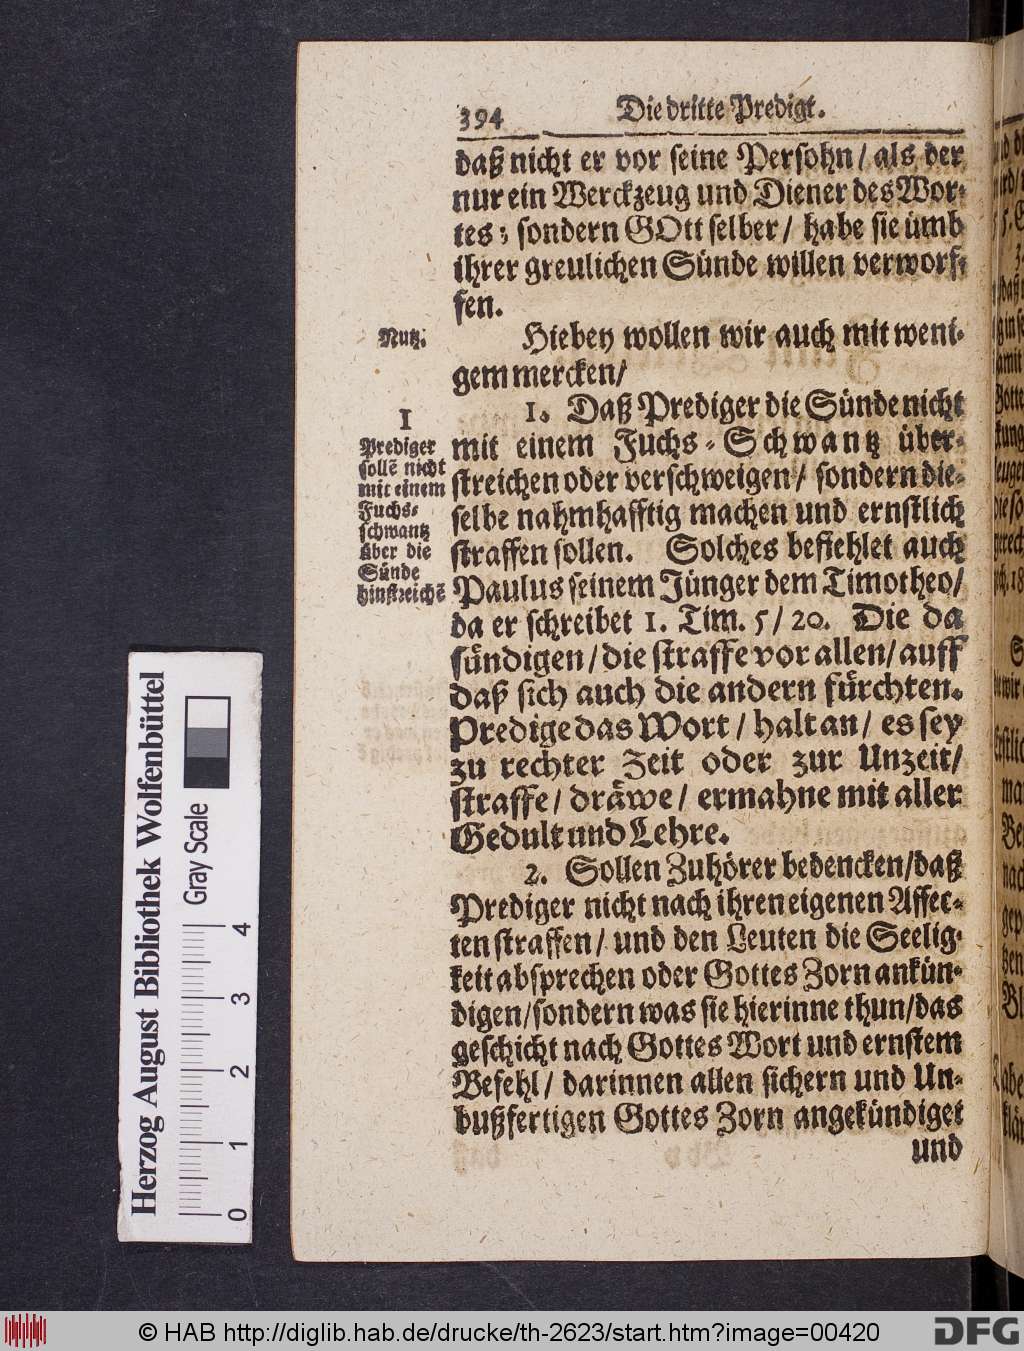 394 Die dritte Predigt.
daß nicht er vor seine Persohn / als der
nur ein Werckzeug und Diener des Wor-
tes ; sondern GOtt selber / habe sie ümb
ihrer greulichen Sünde willen verworf-
fen.
Nutz.
Hiebey wollen wir auch mit weni-
gem mercken /
1
Prediger
sollē nicht
mit einem
Fuchs-
schwantz
über die
Sünde
hinstreichē
1. Daß Prediger die Sünde nicht
mit einem Fuchs-Schwantz über-
streichen oder verschweigen / sondern die-
selbe nahmhafftig machen und ernstlich
straffen sollen. Solches befiehlet auch
Paulus seinem Jünger dem Timotheo /
da er schreibet 1. Tim. 5 / 20. Die da
sündigen / die straffe vor allen / auff
daß sich auch die andern fürchten.
Predige das Wort / halt an / es sey
zu rechter Zeit oder zur Unzeit /
straffe / dräwe / ermahne mit aller
Gedult und Lehre.
2. Sollen Zuhörer bedencken / daß
Prediger nicht nach ihren eigenen Affec-
ten straffen / und den Leuten die Seelig-
keit absprechen oder Gottes Zorn ankün-
digen / sondern was sie hierinne thun / das
geschicht nach Gottes Wort und ernstem
Befehl / darinnen allen sichern und Un-
bußfertigen Gottes Zorn angekündiget
und
Herzog August Bibliothek Wolfenbüttel
Gray Scale
0 1 2 3 4
© HAB http://diglib.hab.de/drucke/th-2623/start.htm?image=00420
DFG